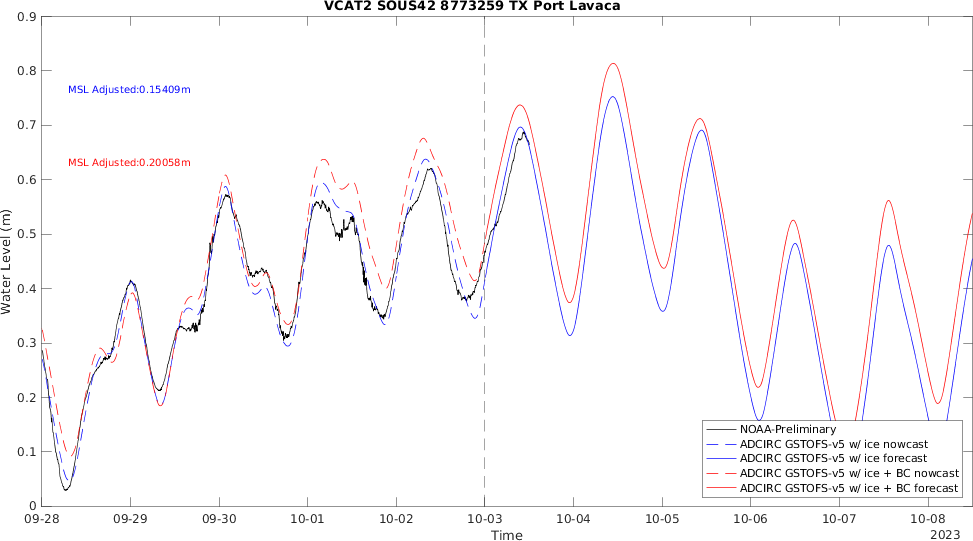 VCAT2 SOUS42 8773259 TX Port Lavaca
0.9
0.8
MSL Adjusted:0.15409m
0.7
MSL Adjusted:0.20058m
0.6
0.5
Water Level (m)
0.4
0.3
0.2
0.1
0
NOAA-Preliminary
ADCIRC GSTOFS-v5 w/ ice nowcast
ADCIRC GSTOFS-v5 w/ ice forecast
ADCIRC GSTOFS-v5 w/ ice + BC nowcast
ADCIRC GSTOFS-v5 w/ ice + BC forecast
09-28 09-29 09-30 10-01 10-02 10-03 10-04 10-05 10-06 10-07 10-08
Time
2023